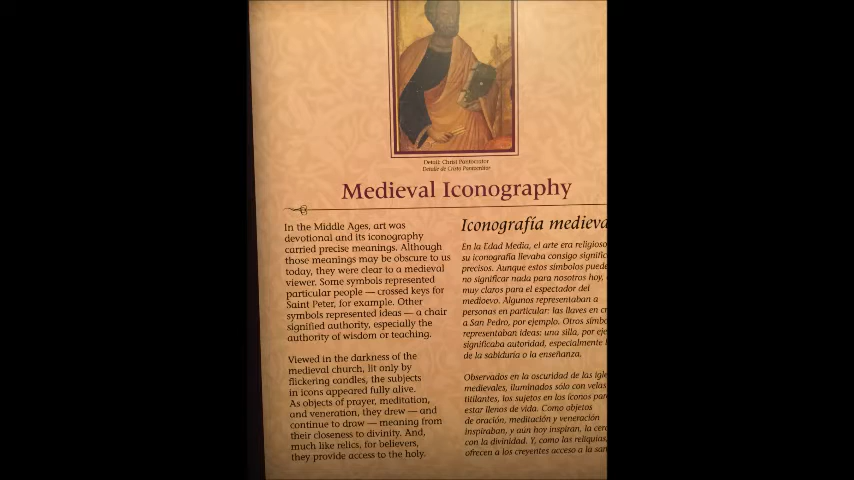 Detail: Christ Pantocrator
Detalle de Cristo Pantocrátor
Medieval Iconography
In the Middle Ages, art was
devotional and its iconography
carried precise meanings. Although
those meanings may be obscure to us
today, they were clear to a medieval
viewer. Some symbols represented
particular people — crossed keys for
Saint Peter, for example. Other
symbols represented ideas — a chair
signified authority, especially the
authority of wisdom or teaching.
Viewed in the darkness of the
medieval church, lit only by
flickering candles, the subjects
in icons appeared fully alive.
As objects of prayer, meditation,
and veneration, they drew — and
continue to draw — meaning from
their closeness to divinity. And,
much like relics, for believers,
they provide access to the holy.
Iconografía medieva
En la Edad Media, el arte era religioso
su iconografía llevaba consigo signific
precisos. Aunque estos símbolos puede
no significar nada para nosotros hoy,
muy claros para el espectador del
medioevo. Algunos representaban a
personas en particular: las llaves en cr
a San Pedro, por ejemplo. Otros símbo
representaban ideas: una silla, por eje
significaba autoridad, especialmente l
de la sabiduría o la enseñanza.
Observados en la oscuridad de las igle
medievales, iluminados sólo con velas
titilantes, los sujetos en los iconos par
estar llenos de vida. Como objetos
de oración, meditación y veneración
inspiraban, y aún hoy inspiran, la cerc
con la divinidad. Y, como las reliquias,
ofrecen a los creyentes acceso a la san